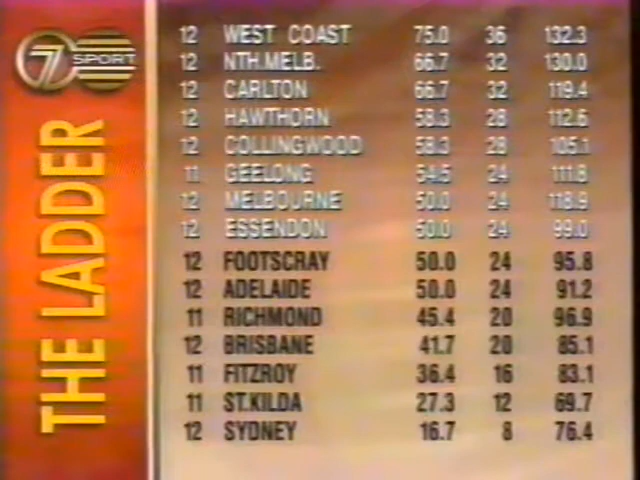 7 SPORT
THE LADDER
12 WEST COAST 75.0 36 132.3
12 NTH.MELB. 66.7 32 130.0
12 CARLTON 66.7 32 119.4
12 HAWTHORN 58.3 28 112.6
12 COLLINGWOOD 58.3 28 105.1
11 GEELONG 54.5 24 111.8
12 MELBOURNE 50.0 24 118.9
12 ESSENDON 50.0 24 99.0
12 FOOTSCRAY 50.0 24 95.8
12 ADELAIDE 50.0 24 91.2
11 RICHMOND 45.4 20 96.9
12 BRISBANE 41.7 20 85.1
11 FITZROY 36.4 16 83.1
11 ST.KILDA 27.3 12 69.7
12 SYDNEY 16.7 8 76.4